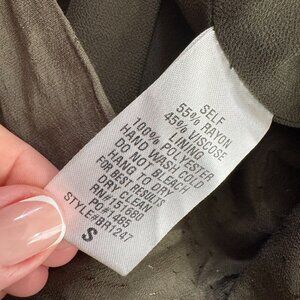 SELF
55% RAYON
45% VISCOSE
LINING
100% POLYESTER
HAND WASH COLD
DO NOT BLEACH
HANG TO DRY
FOR BEST RESULTS
DRY CLEAN
RN#151680
PO#1485
STYLE#BR1247
S